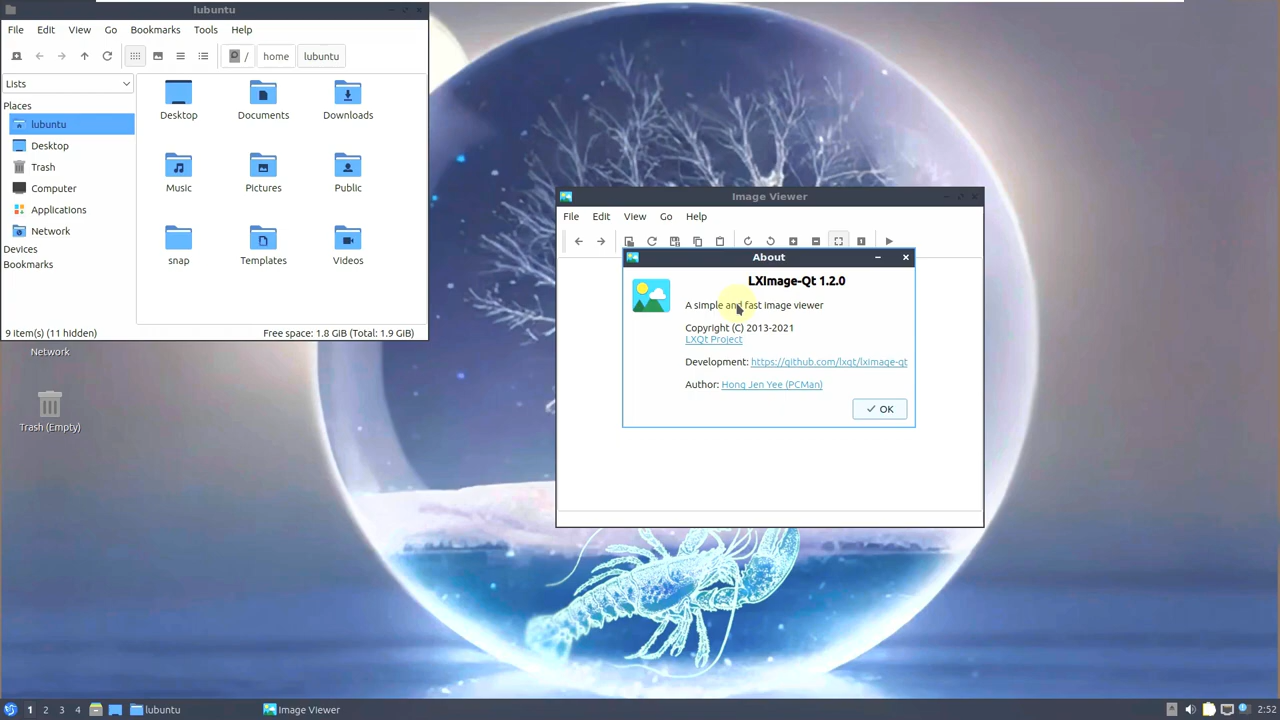 lubuntu
File Edit View Go Bookmarks Tools Help
/ home lubuntu
Lists
Places
lubuntu
Desktop
Trash
Computer
Applications
Network
Devices
Bookmarks
Desktop Documents Downloads
Music Pictures Public
snap Templates Videos
9 item(s) (11 hidden) Free space: 1.8 GiB (Total: 1.9 GiB)
Network
Trash (Empty)
Image Viewer
File Edit View Go Help
About
LXImage-Qt 1.2.0
A simple and fast image viewer
Copyright (C) 2013-2021
LXQt Project
Development: https://github.com/lxqt/lximage-qt
Author: Hong Jen Yee (PCMan)
OK
1 2 3 4 lubuntu Image Viewer 2:52